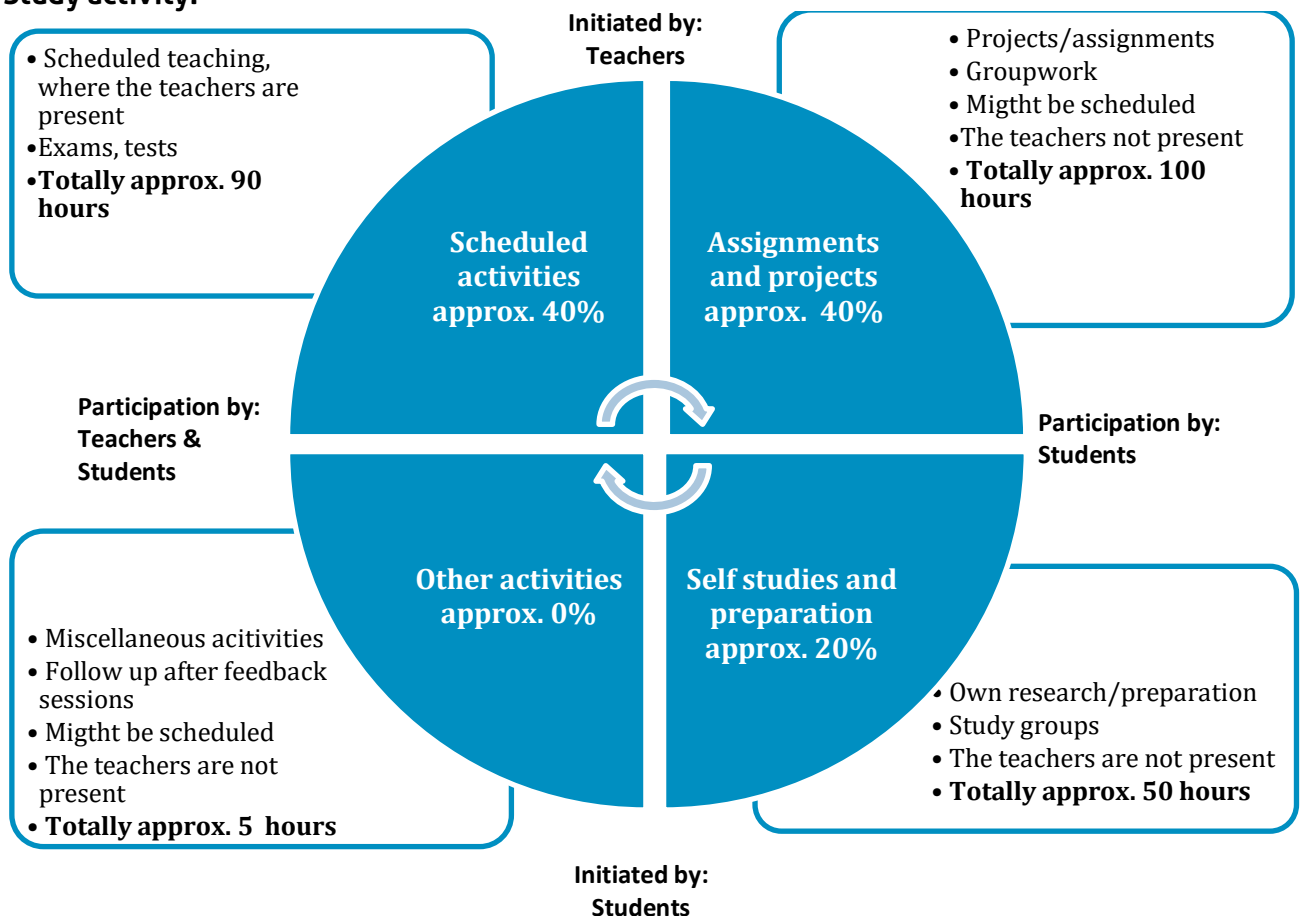 Study activity:
Initiated by:
Teachers
• Scheduled teaching,
where the teachers are
present
•Exams, tests
•Totally approx. 90
hours
• Projects/assignments
• Groupwork
• Migtht be scheduled
•The teachers not present
• Totally approx. 100
hours
Scheduled
activities
approx. 40%
Assignments
and projects
approx. 40%
Participation by:
Teachers &
Students
Participation by:
Students
Other activities
approx. 0%
Self studies and
preparation
approx. 20%
• Miscellaneous acitivities
• Follow up after feedback
sessions
• Migtht be scheduled
• The teachers are not
present
• Totally approx. 5 hours
• Own research/preparation
• Study groups
• The teachers are not present
• Totally approx. 50 hours
Initiated by:
Students